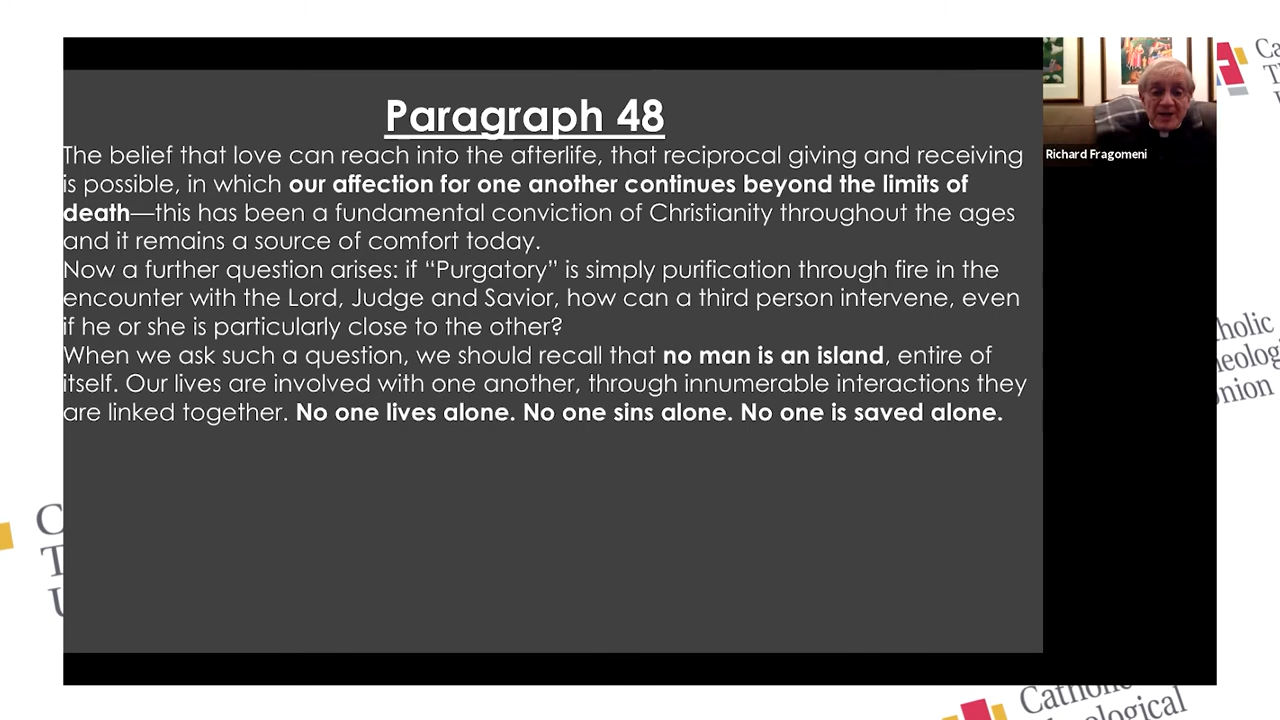 Paragraph 48
The belief that love can reach into the afterlife, that reciprocal giving and receiving
is possible, in which our affection for one another continues beyond the limits of
death—this has been a fundamental conviction of Christianity throughout the ages
and it remains a source of comfort today.
Now a further question arises: if “Purgatory” is simply purification through fire in the
encounter with the Lord, Judge and Savior, how can a third person intervene, even
if he or she is particularly close to the other?
When we ask such a question, we should recall that no man is an island, entire of
itself. Our lives are involved with one another, through innumerable interactions they
are linked together. No one lives alone. No one sins alone. No one is saved alone.
Richard Fragomeni